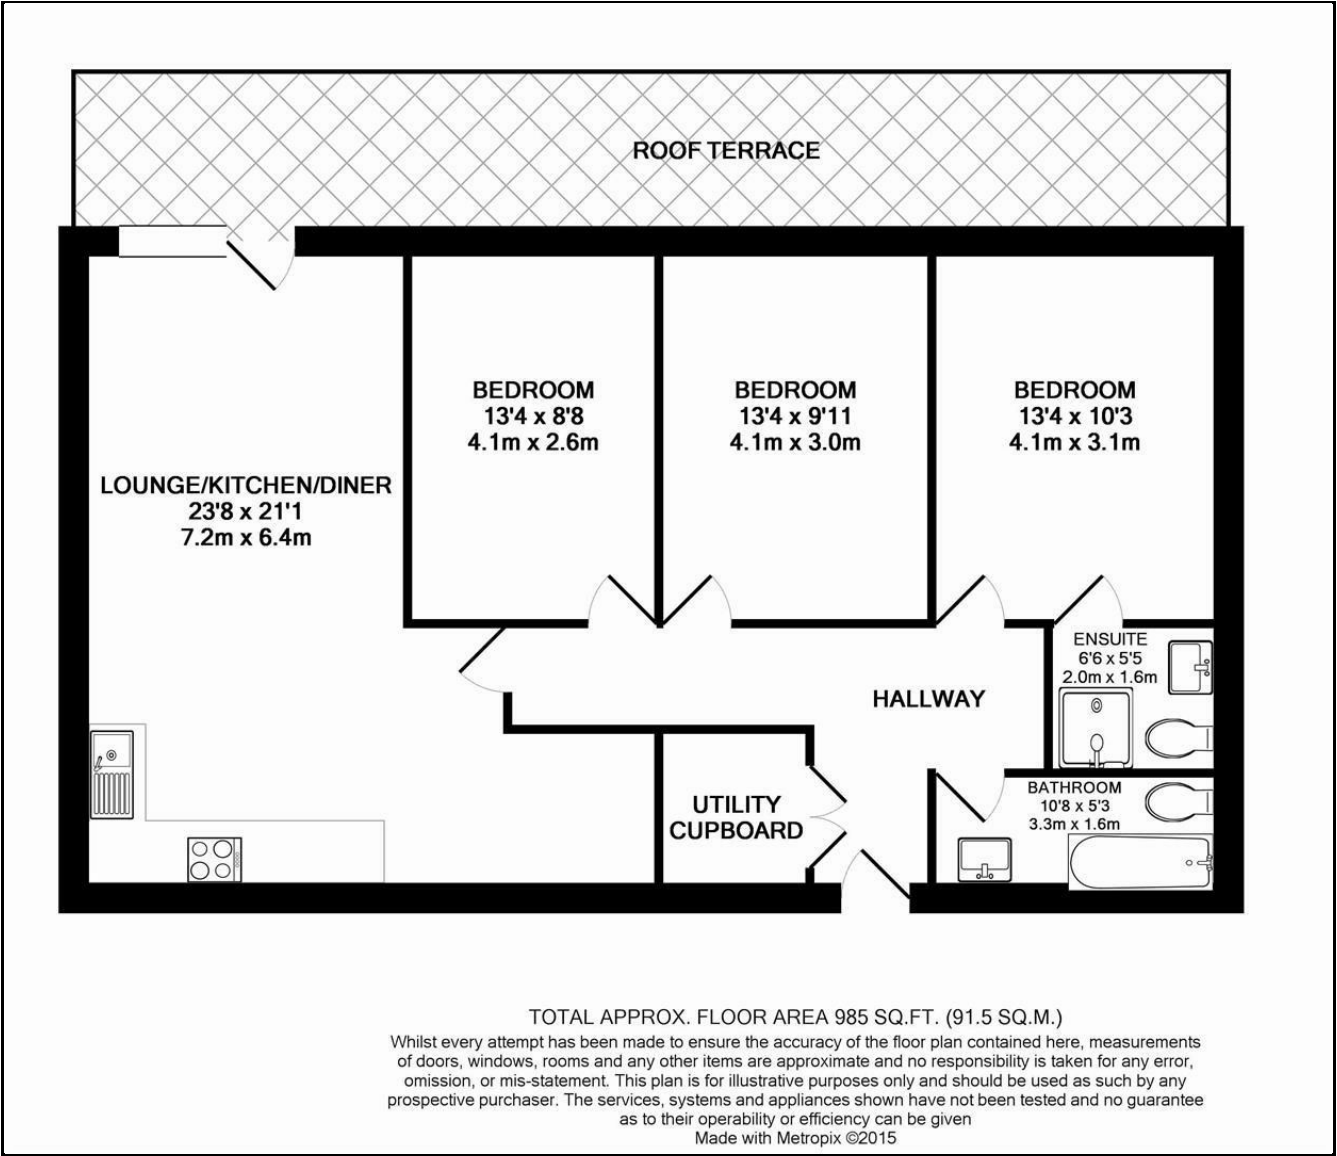 ROOF TERRACE
BEDROOM
13'4 x 8'8
4.1m x 2.6m
BEDROOM
13'4 x 9'11
4.1m x 3.0m
BEDROOM
13'4 x 10'3
4.1m x 3.1m
LOUNGE/KITCHEN/DINER
23'8 x 21'1
7.2m x 6.4m
ENSUITE
6'6 x 5'5
2.0m x 1.6m
HALLWAY
UTILITY
CUPBOARD
BATHROOM
10'8 x 5'3
3.3m x 1.6m
TOTAL APPROX. FLOOR AREA 985 SQ.FT. (91.5 SQ.M.)
Whilst every attempt has been made to ensure the accuracy of the floor plan contained here, measurements
of doors, windows, rooms and any other items are approximate and no responsibility is taken for any error,
omission, or mis-statement. This plan is for illustrative purposes only and should be used as such by any
prospective purchaser. The services, systems and appliances shown have not been tested and no guarantee
as to their operability or efficiency can be given
Made with Metropix ©2015